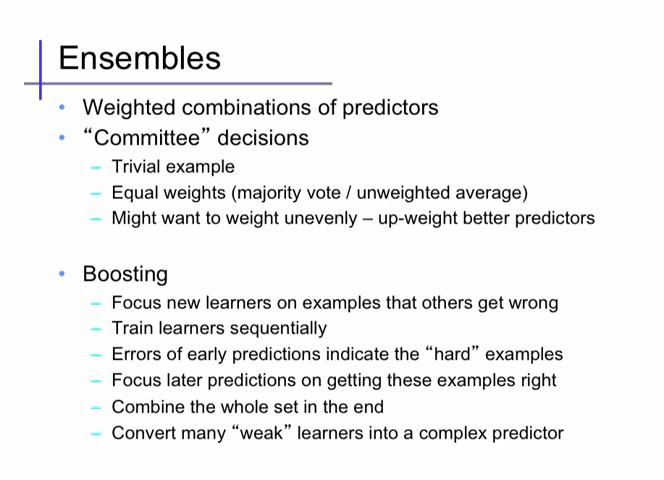 Ensembles
• Weighted combinations of predictors
• “Committee” decisions
– Trivial example
– Equal weights (majority vote / unweighted average)
– Might want to weight unevenly – up-weight better predictors
• Boosting
– Focus new learners on examples that others get wrong
– Train learners sequentially
– Errors of early predictions indicate the “hard” examples
– Focus later predictions on getting these examples right
– Combine the whole set in the end
– Convert many “weak” learners into a complex predictor